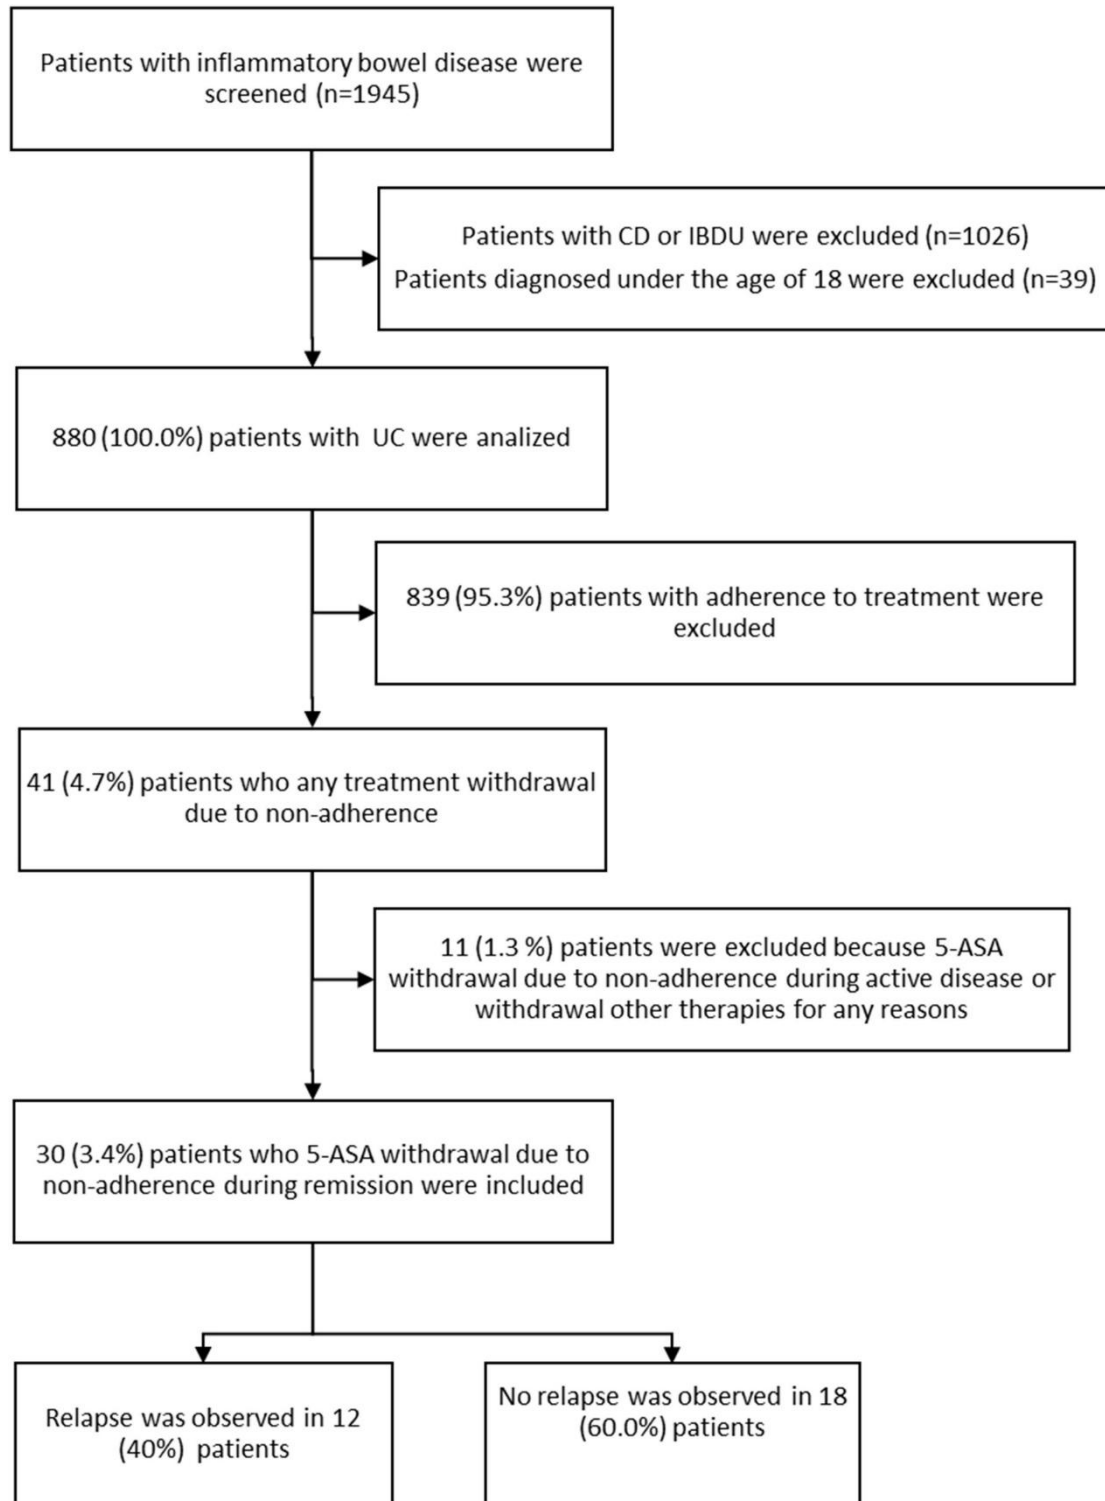 Patients with inflammatory bowel disease were
screened (n=1945)
Patients with CD or IBDU were excluded (n=1026)
Patients diagnosed under the age of 18 were excluded (n=39)
880 (100.0%) patients with UC were analized
839 (95.3%) patients with adherence to treatment were
excluded
41 (4.7%) patients who any treatment withdrawal
due to non-adherence
11 (1.3 %) patients were excluded because 5-ASA
withdrawal due to non-adherence during active disease or
withdrawal other therapies for any reasons
30 (3.4%) patients who 5-ASA withdrawal due to
non-adherence during remission were included
Relapse was observed in 12
(40%) patients
No relapse was observed in 18
(60.0%) patients